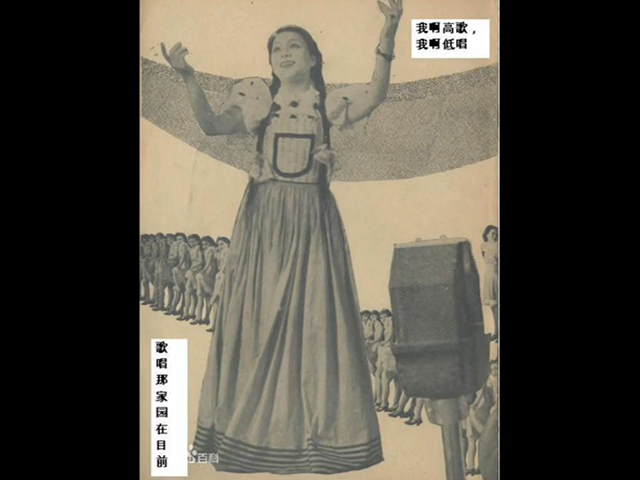 我啊高歌，
我啊低唱
歌唱那家园在目前
百科